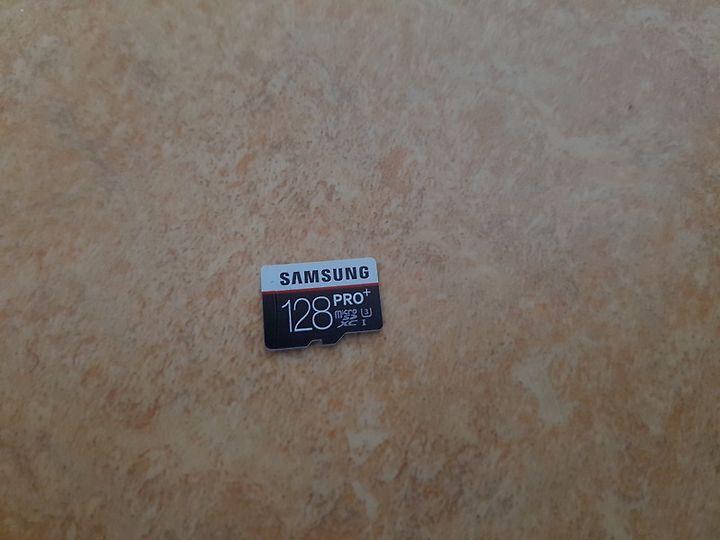 SAMSUNG
128 PRO+
micro SD 3
XC I